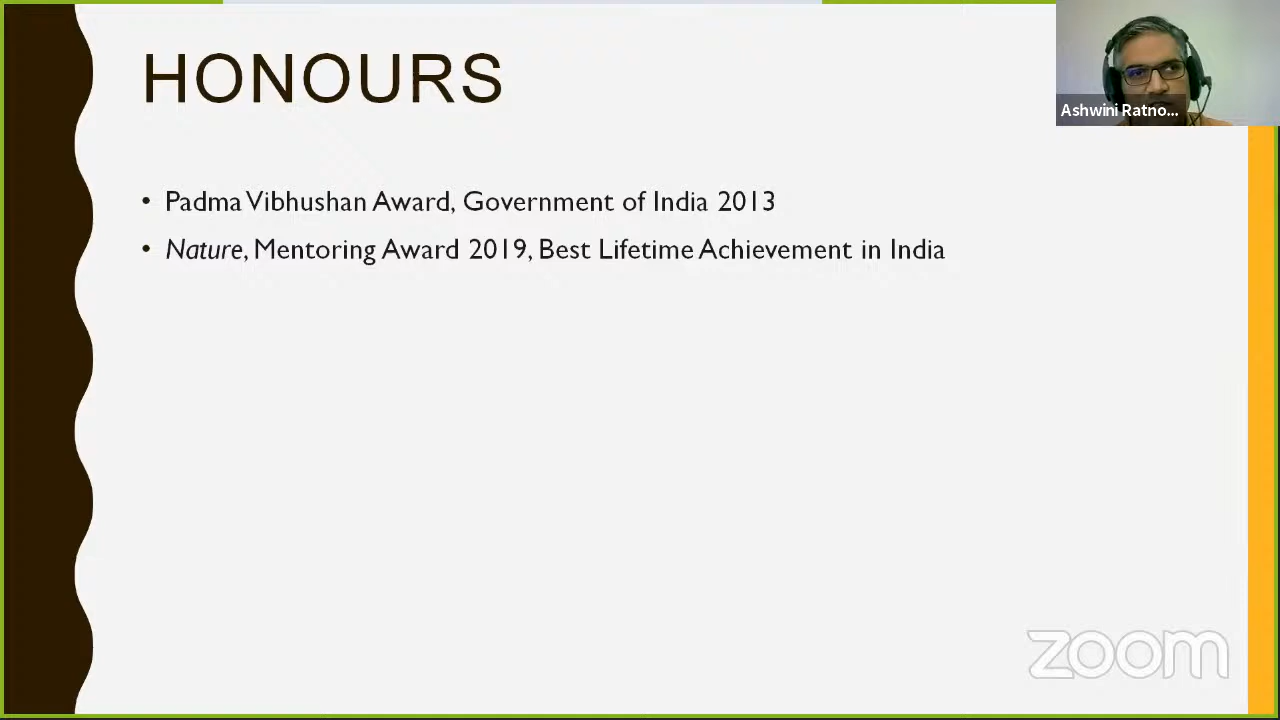 HONOURS
Ashwini Ratno...
• Padma Vibhushan Award, Government of India 2013
• Nature, Mentoring Award 2019, Best Lifetime Achievement in India
zoom